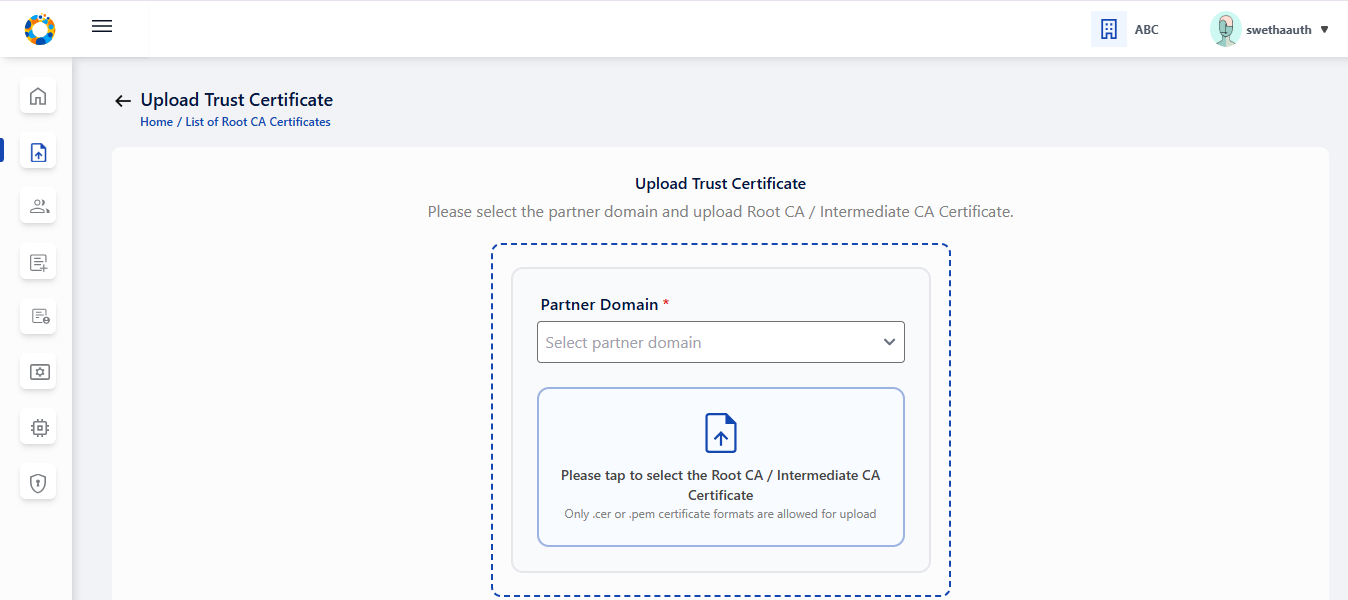 ABC
swethaauth ▼
Upload Trust Certificate
Home / List of Root CA Certificates
Upload Trust Certificate
Please select the partner domain and upload Root CA / Intermediate CA Certificate.
Partner Domain *
Select partner domain
Please tap to select the Root CA / Intermediate CA
Certificate
Only .cer or .pem certificate formats are allowed for upload